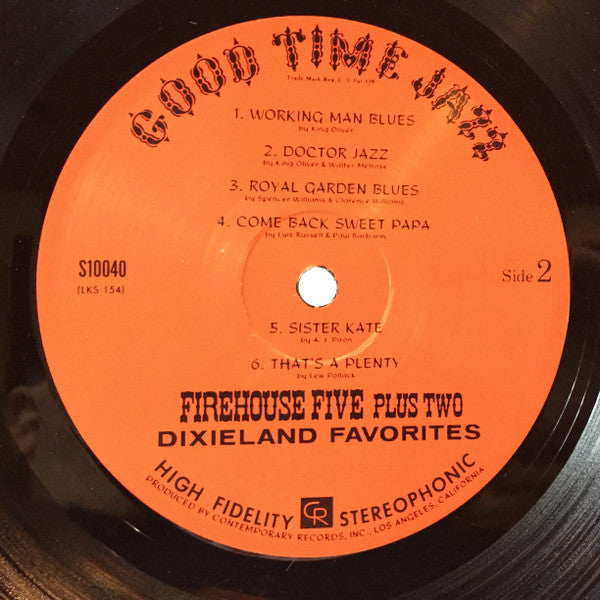 GOOD TIME JAZZ
Trade Mark Reg. U. S. Pat. Off.
1. WORKING MAN BLUES
by King Oliver
2. DOCTOR JAZZ
by King Oliver & Walter Melrose
3. ROYAL GARDEN BLUES
by Spencer Williams & Clarence Williams
4. COME BACK SWEET PAPA
by Luis Russell & Paul Barbarin
S10040
(LKS 154)
Side 2
5. SISTER KATE
by A. J. Piron
6. THAT'S A PLENTY
by Lew Pollack
FIREHOUSE FIVE PLUS TWO
DIXIELAND FAVORITES
HIGH FIDELITY CR STEREOPHONIC
PRODUCED BY CONTEMPORARY RECORDS, INC., LOS ANGELES, CALIFORNIA